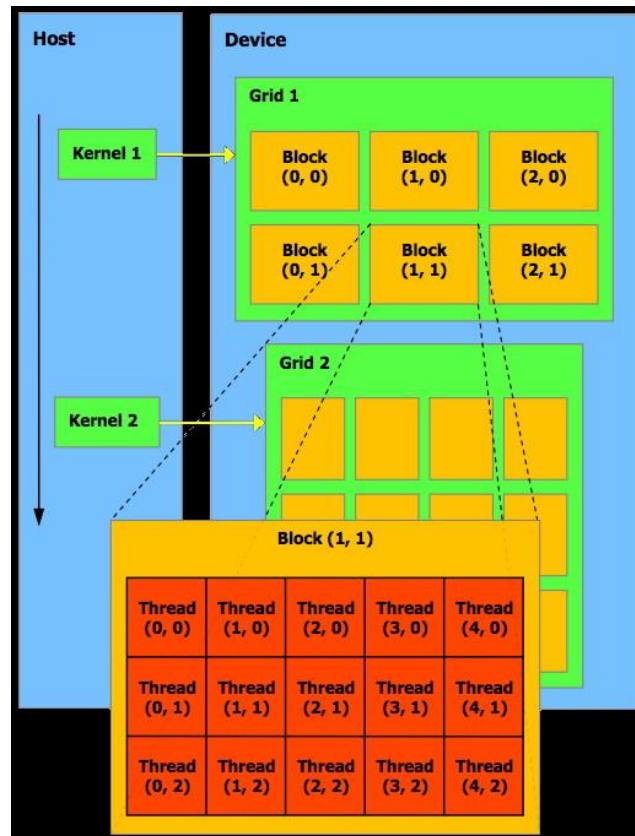 Host
Device
Grid 1
Kernel 1
Block
(0, 0)
Block
(1, 0)
Block
(2, 0)
Block
(0, 1)
Block
(1, 1)
Block
(2, 1)
Grid 2
Kernel 2
Block (1, 1)
Thread
(0, 0)
Thread
(1, 0)
Thread
(2, 0)
Thread
(3, 0)
Thread
(4, 0)
Thread
(0, 1)
Thread
(1, 1)
Thread
(2, 1)
Thread
(3, 1)
Thread
(4, 1)
Thread
(0, 2)
Thread
(1, 2)
Thread
(2, 2)
Thread
(3, 2)
Thread
(4, 2)